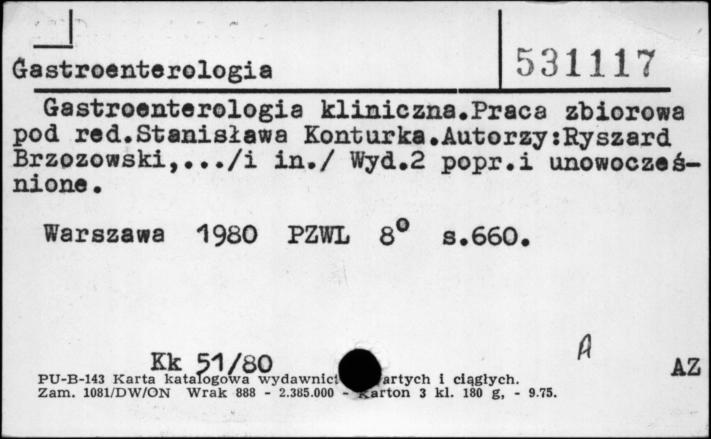 Gastroenterologia
531117
Gastroenterologia kliniczna.Praca zbiorowa
pod red.Stanisława Konturka.Autorzy:Ryszard
Brzozowski,.../i in./ Wyd.2 popr.i unowocześ-
nione.
Warszawa 1980 PZWL 8° s.660.
A
Kk 51/80
AZ
PU-B-143 Karta katalogowa wydawnict artych i ciągłych.
Zam. 1081/DW/ON Wrak 888 - 2.385.000 - Karton 3 kl. 180 g, - 9.75.